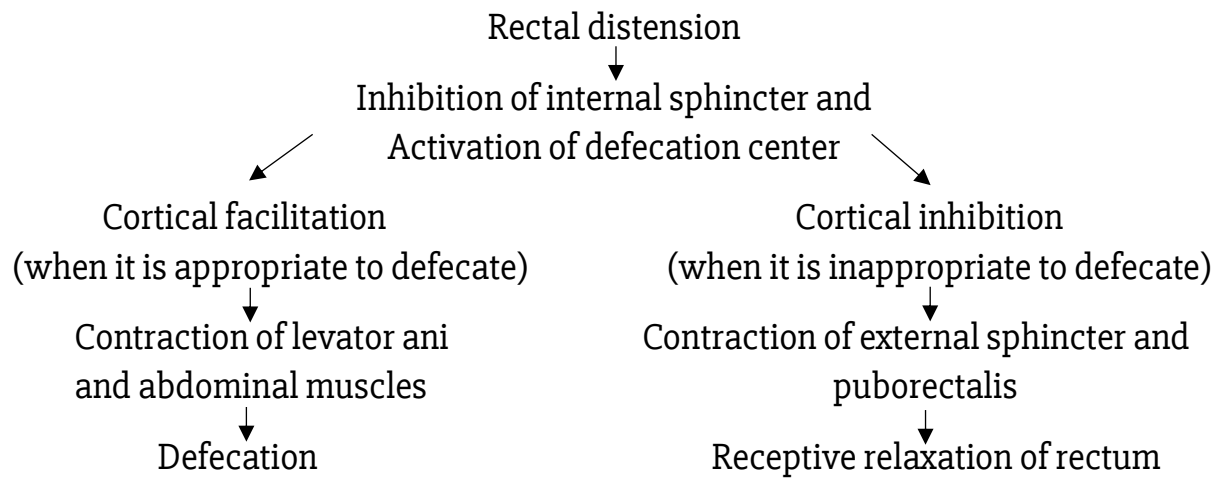 Rectal distension
Inhibition of internal sphincter and
Activation of defecation center
Cortical facilitation
(when it is appropriate to defecate)
Contraction of levator ani
and abdominal muscles
Defecation
Cortical inhibition
(when it is inappropriate to defecate)
Contraction of external sphincter and
puborectalis
Receptive relaxation of rectum